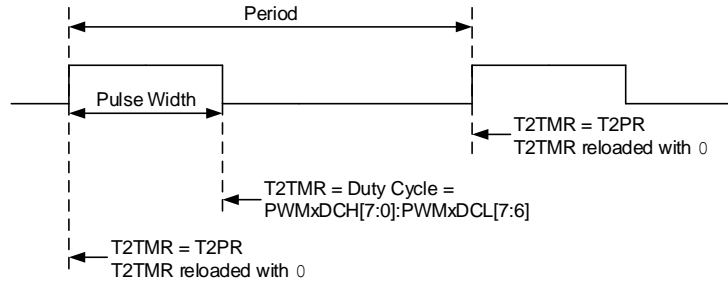 Period
Pulse Width
T2TMR = T2PR
T2TMR reloaded with 0
T2TMR = Duty Cycle =
PWMxDCH[7:0]:PWMxDCL[7:6]
T2TMR = T2PR
T2TMR reloaded with 0